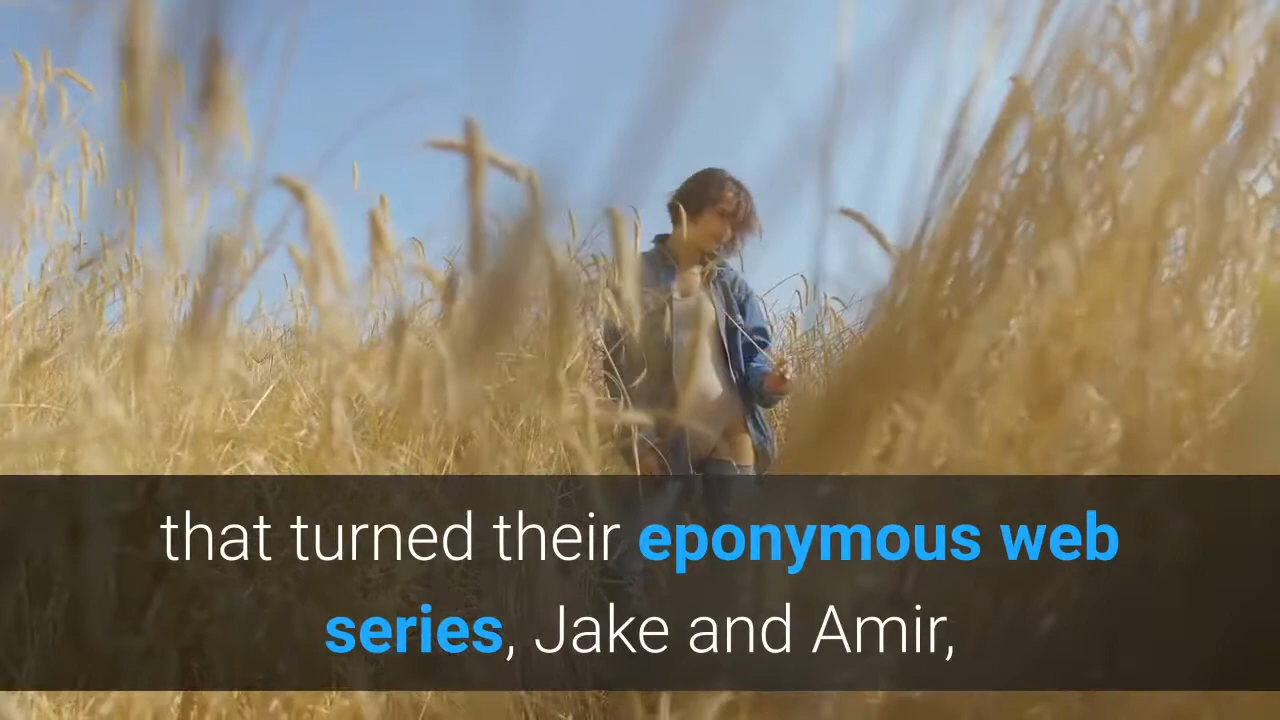 that turned their eponymous web
series, Jake and Amir,